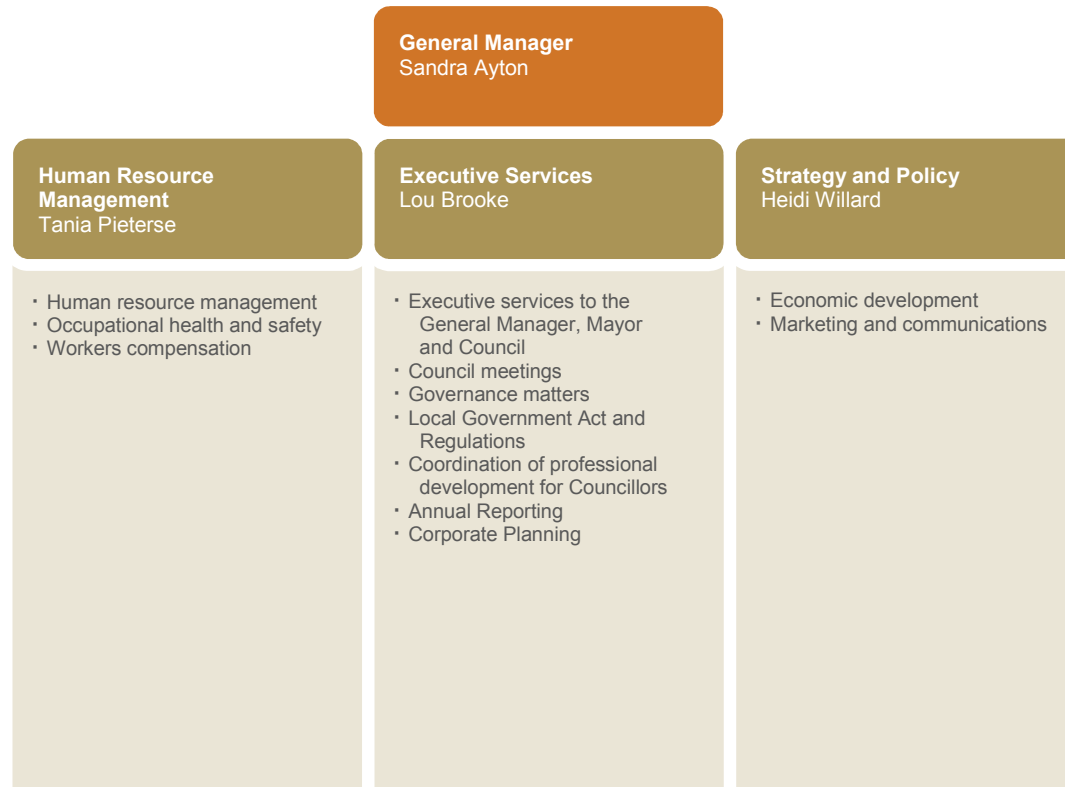 General Manager
Sandra Ayton
Human Resource
Management
Tania Pieterse
· Human resource management
· Occupational health and safety
· Workers compensation
Executive Services
Lou Brooke
· Executive services to the
General Manager, Mayor
and Council
· Council meetings
· Governance matters
· Local Government Act and
Regulations
· Coordination of professional
development for Councillors
· Annual Reporting
· Corporate Planning
Strategy and Policy
Heidi Willard
· Economic development
· Marketing and communications